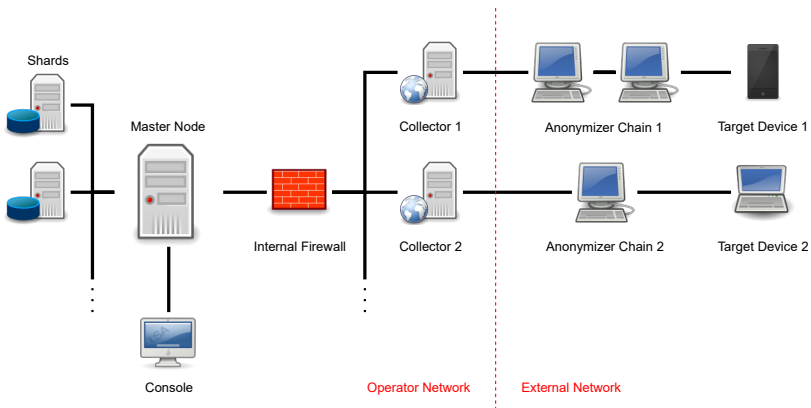 Shards
Master Node
Internal Firewall
Collector 1
Anonymizer Chain 1
Target Device 1
Collector 2
Anonymizer Chain 2
Target Device 2
. . .
. . .
Console
Operator Network
External Network